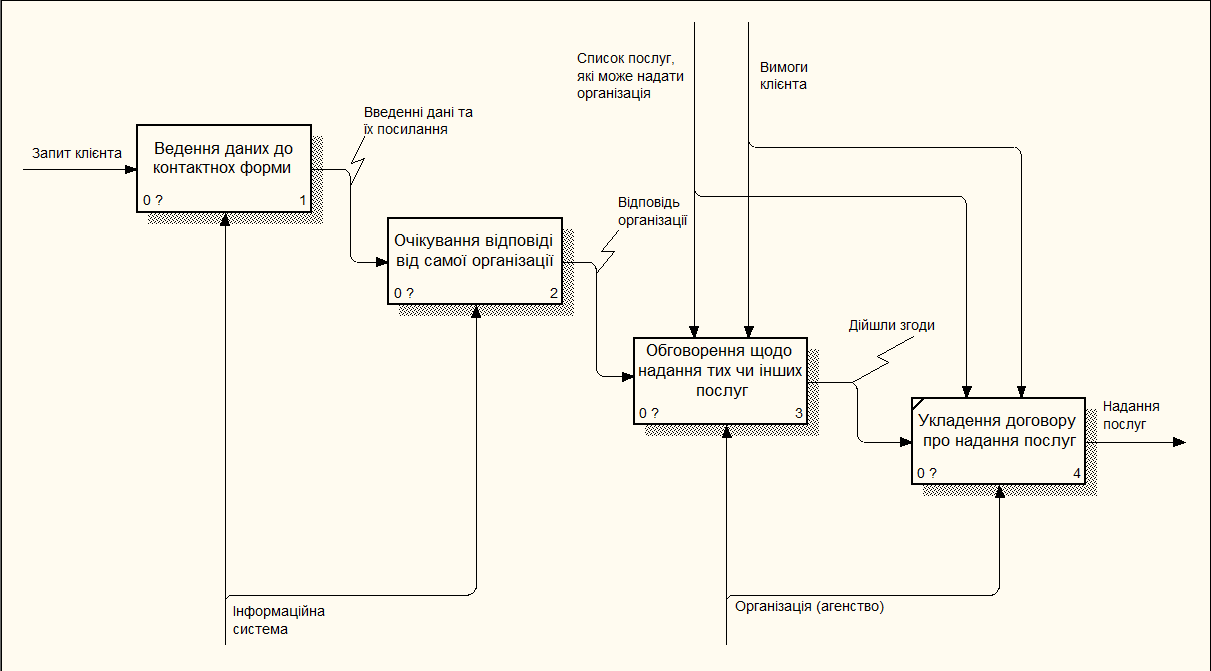 Список послуг,
які може надати
організація
Вимоги
клієнта
Введенні дані та
їх посилання
Запит клієнта
Ведення даних до
контактнох форми
0 ?
1
Відповідь
організації
Очікування відповіді
від самої організації
0 ?
2
Дійшли згоди
Обговорення щодо
надання тих чи інших
послуг
0 ?
3
Надання
послуг
Укладення договору
про надання послуг
0 ?
4
Інформаційна
система
Організація (агенство)